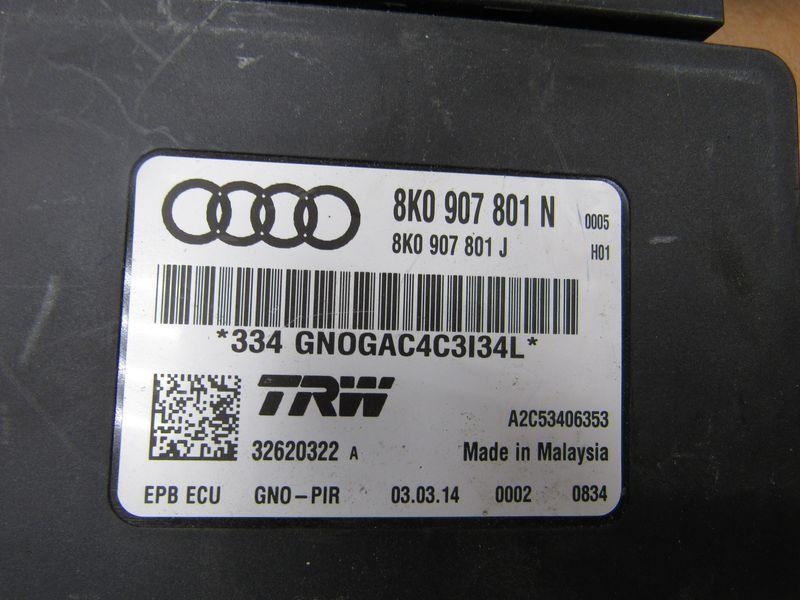 8K0 907 801 N 0005
8K0 907 801 J H01
*334 GNOGAC4C3I34L*
TRW
A2C53406353
32620322 A Made in Malaysia
EPB ECU GNO-PIR 03.03.14 0002 0834